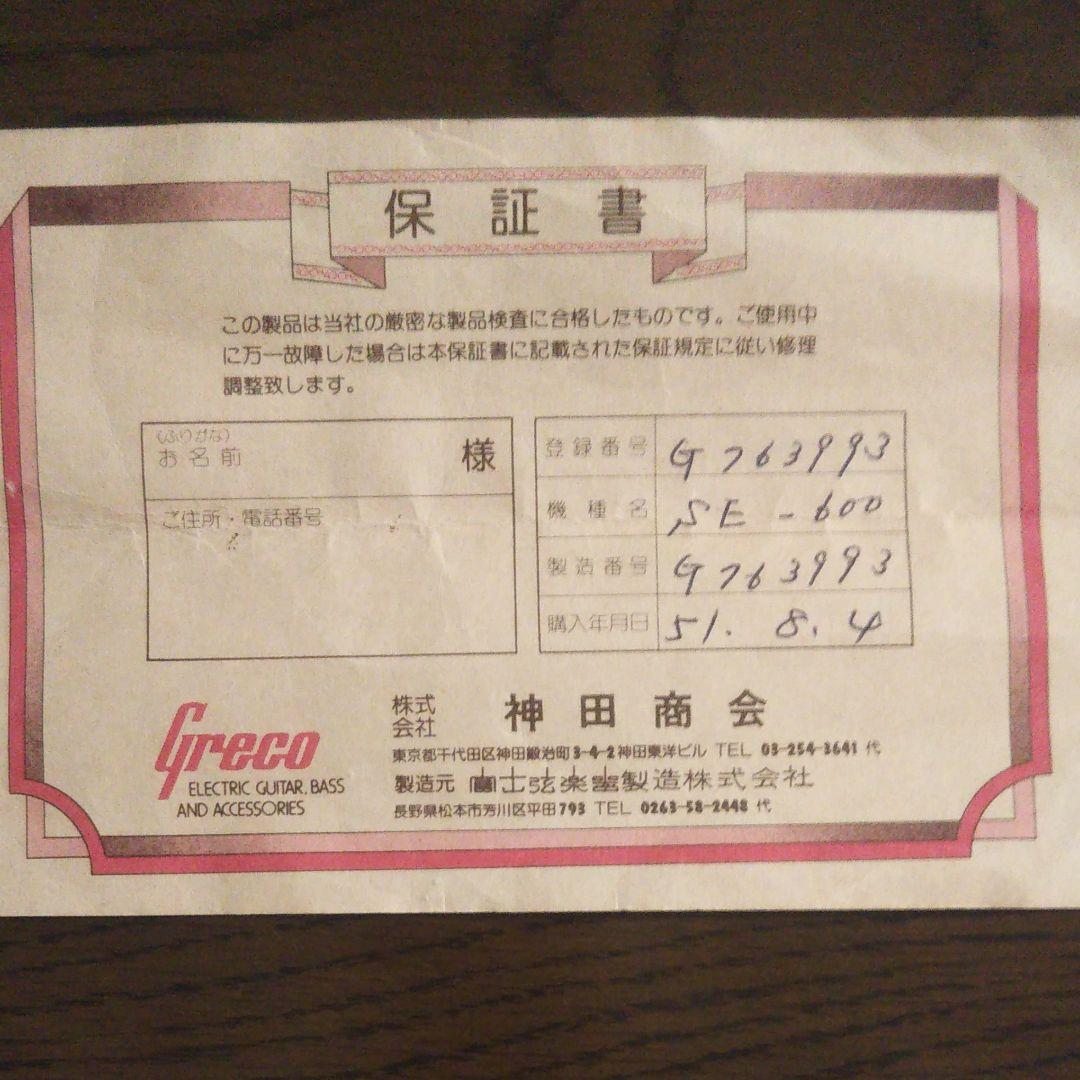 保証書
この製品は当社の厳密な製品検査に合格したものです。ご使用中
に万一故障した場合は本保証書に記載された保証規定に従い修理
調整致します。
(ふりがな)
お名前 様
ご住所・電話番号
登録番号 G763993
機種名 SE-600
製造番号 G763993
購入年月日 51. 8. 4
Greco
ELECTRIC GUITAR, BASS
AND ACCESSORIES
株式会社 神田商会
東京都千代田区神田鍛治町3-4-2神田東洋ビル TEL 03-254-3641 代
製造元 富士弦楽器製造株式会社
長野県松本市芳川区平田793 TEL 0263-58-2448 代